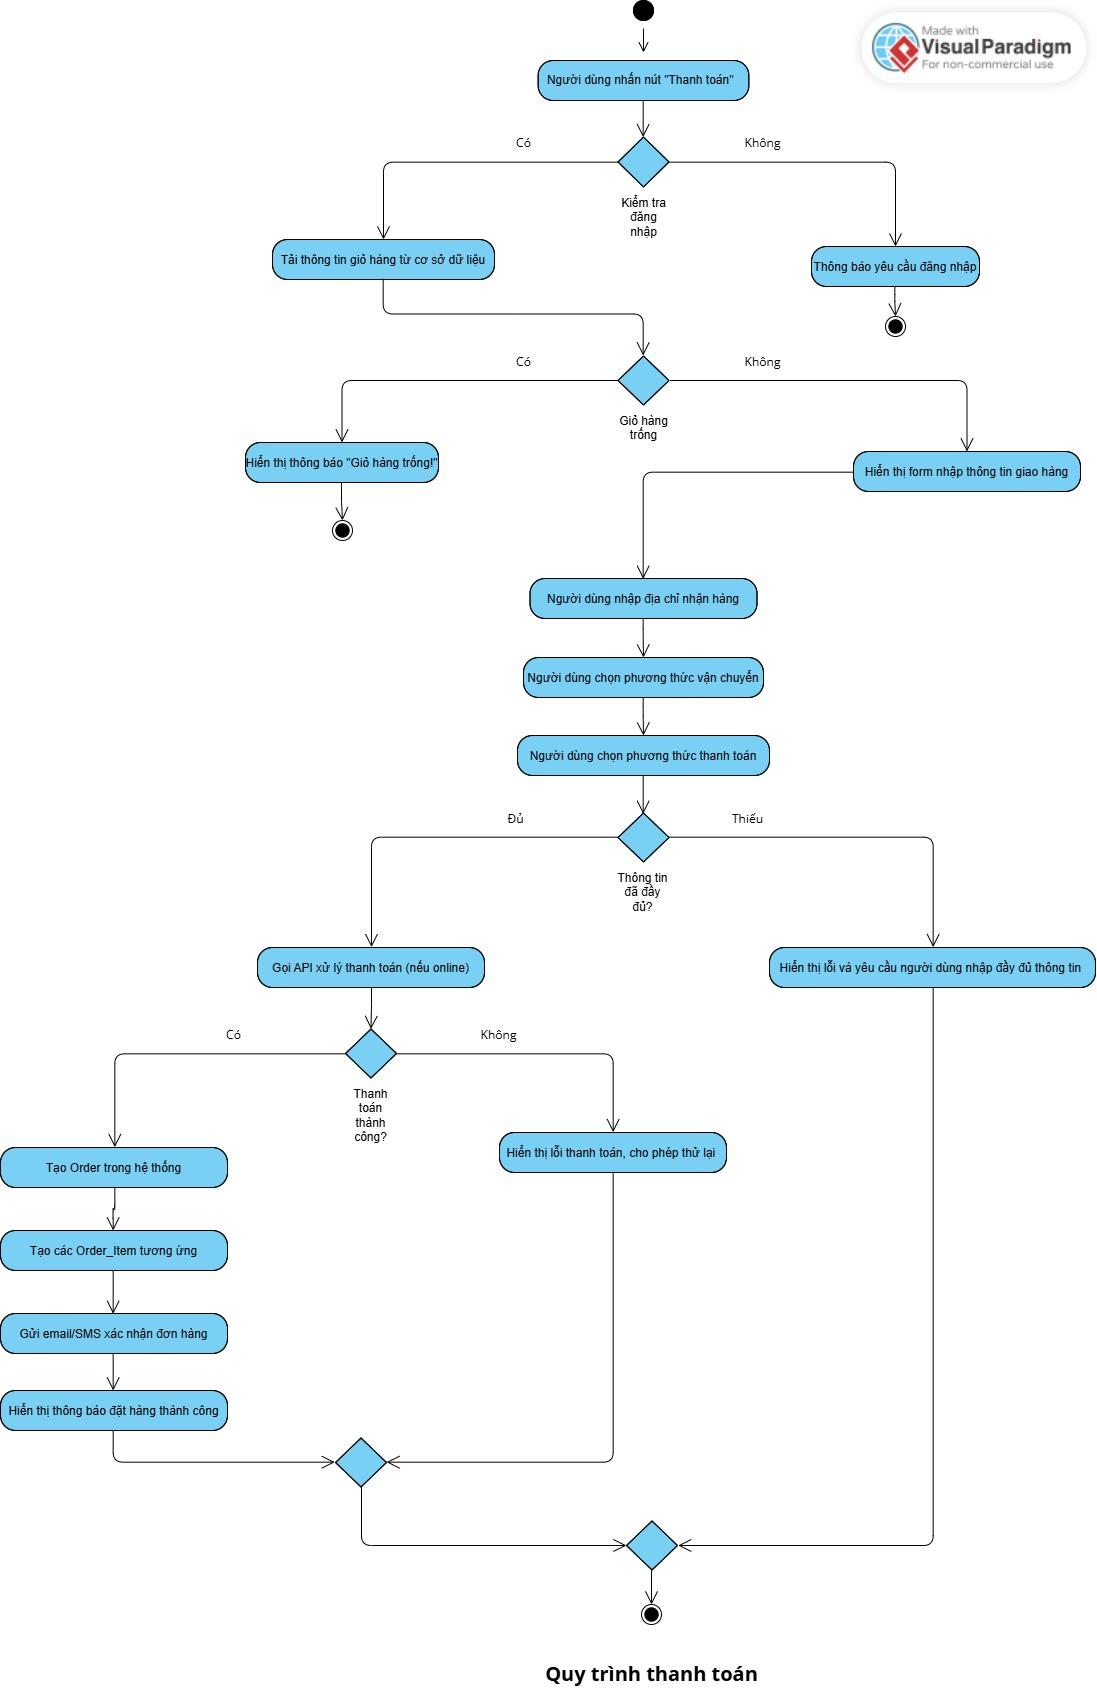 Made with
VisualParadigm
For non-commercial use
Người dùng nhấn nút "Thanh toán"
Có
Không
Kiểm tra
đăng
nhập
Tải thông tin giỏ hàng từ cơ sở dữ liệu
Thông báo yêu cầu đăng nhập
Có
Không
Giỏ hàng
trống
Hiển thị thông báo "Giỏ hàng trống!"
Hiển thị form nhập thông tin giao hàng
Người dùng nhập địa chỉ nhận hàng
Người dùng chọn phương thức vận chuyển
Người dùng chọn phương thức thanh toán
Đủ
Thiếu
Thông tin
đã đầy
đủ?
Gọi API xử lý thanh toán (nếu online)
Hiển thị lỗi và yêu cầu người dùng nhập đầy đủ thông tin
Có
Không
Thanh
toán
thành
công?
Tạo Order trong hệ thống
Hiển thị lỗi thanh toán, cho phép thử lại
Tạo các Order_Item tương ứng
Gửi email/SMS xác nhận đơn hàng
Hiển thị thông báo đặt hàng thành công
Quy trình thanh toán